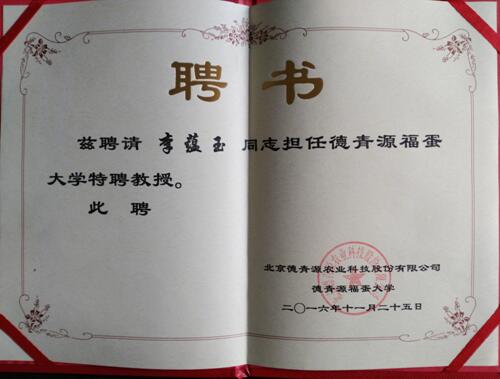 聘书
兹聘请 李蕴玉 同志担任德青源福蛋
大学特聘教授。
此 聘
北京德青源农业科技股份有限公司
德青源福蛋大学
二〇一六年十一月二十五日